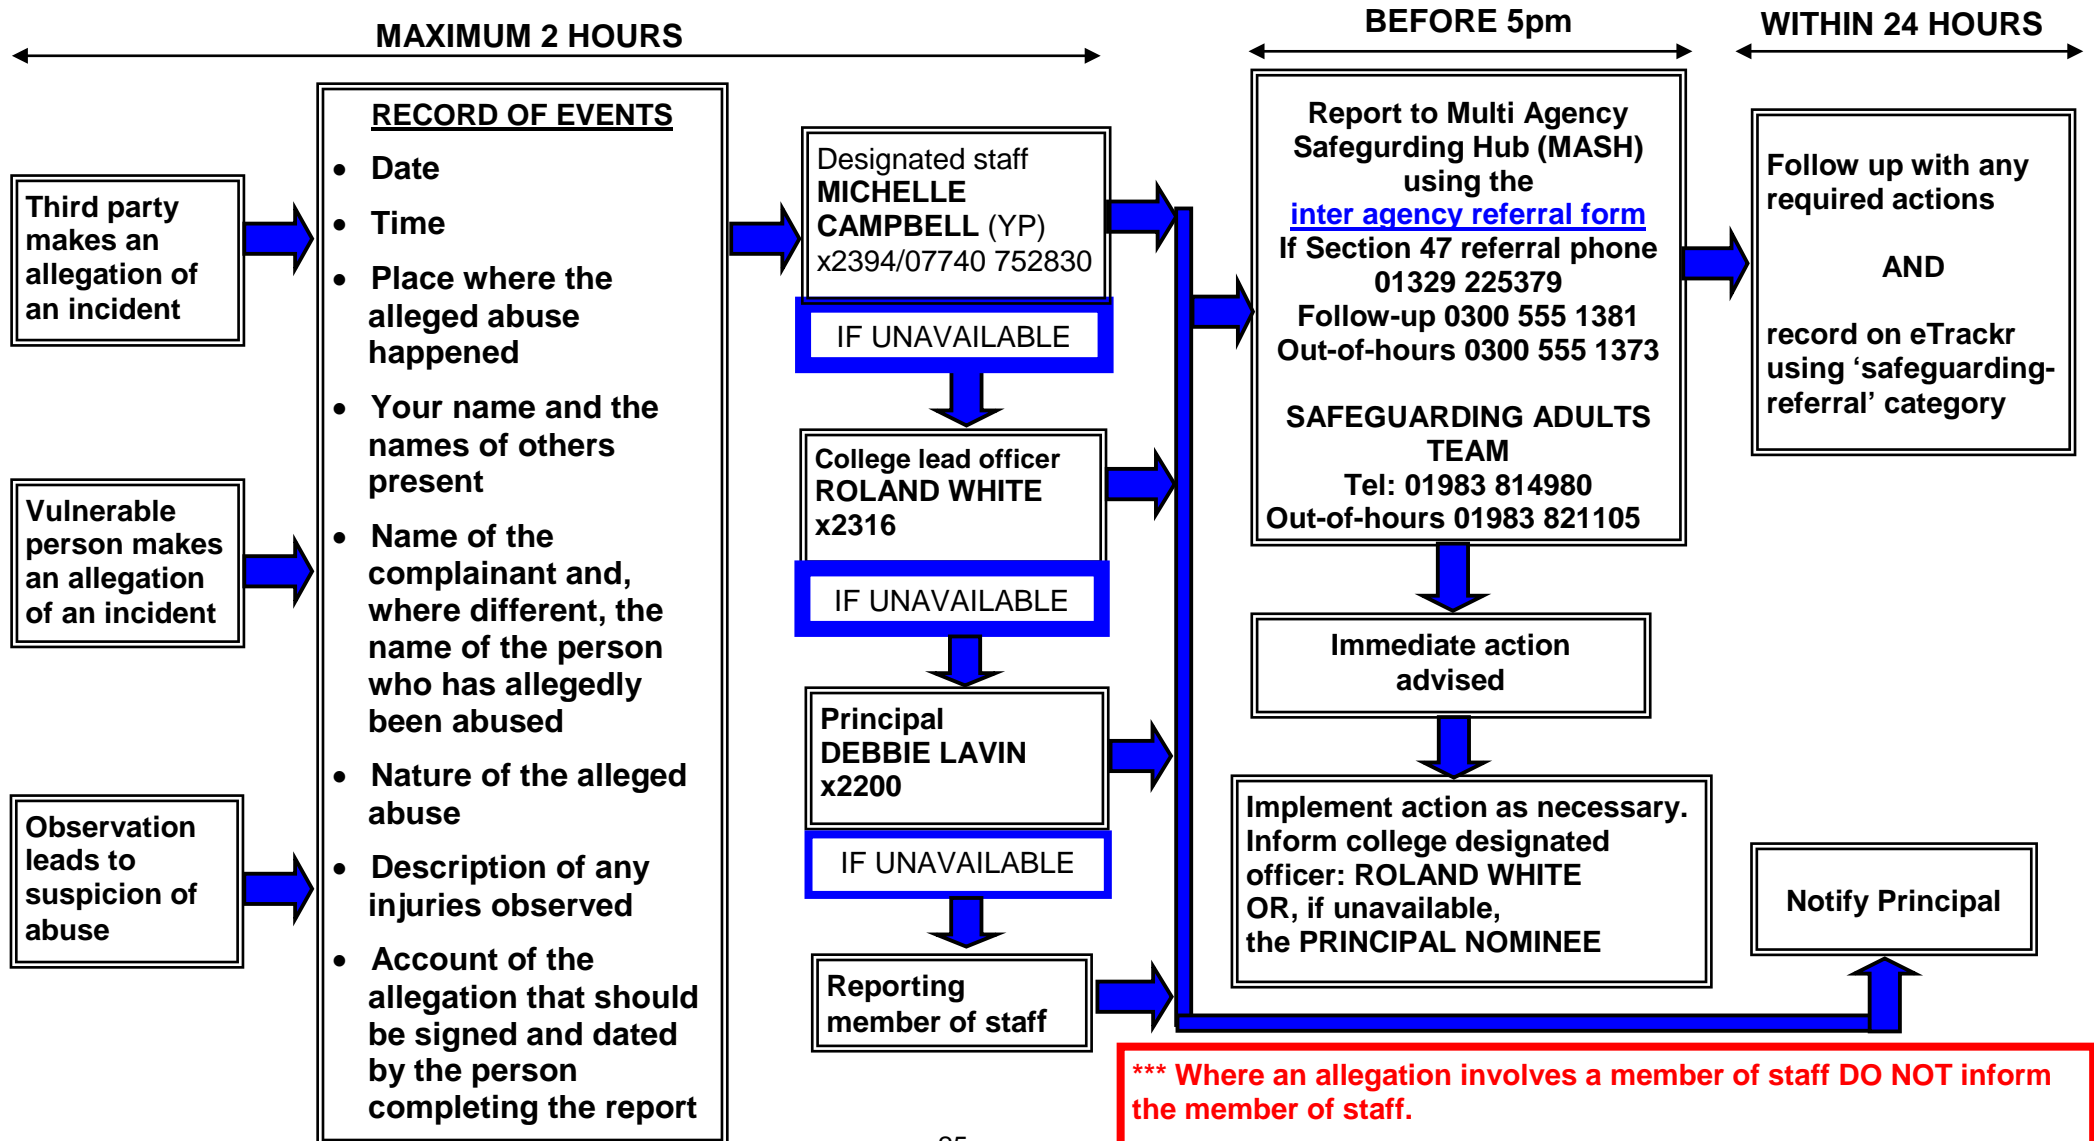 MAXIMUM 2 HOURS
BEFORE 5pm
WITHIN 24 HOURS
Third party
makes an
allegation of
an incident
Vulnerable
person makes
an allegation
of an incident
Observation
leads to
suspicion of
abuse
RECORD OF EVENTS
• Date
• Time
• Place where the
alleged abuse
happened
• Your name and the
names of others
present
• Name of the
complainant and,
where different, the
name of the person
who has allegedly
been abused
• Nature of the alleged
abuse
• Description of any
injuries observed
• Account of the
allegation that should
be signed and dated
by the person
completing the report
Designated staff
MICHELLE
CAMPBELL (YP)
x2394/07740 752830
IF UNAVAILABLE
College lead officer
ROLAND WHITE
x2316
IF UNAVAILABLE
Principal
DEBBIE LAVIN
x2200
IF UNAVAILABLE
Reporting
member of staff
Report to Multi Agency
Safegurding Hub (MASH)
using the
inter agency referral form
If Section 47 referral phone
01329 225379
Follow-up 0300 555 1381
Out-of-hours 0300 555 1373
SAFEGUARDING ADULTS
TEAM
Tel: 01983 814980
Out-of-hours 01983 821105
Immediate action
advised
Implement action as necessary.
Inform college designated
officer: ROLAND WHITE
OR, if unavailable,
the PRINCIPAL NOMINEE
Follow up with any
required actions
AND
record on eTrackr
using ‘safeguarding-
referral’ category
Notify Principal
*** Where an allegation involves a member of staff DO NOT inform
the member of staff.